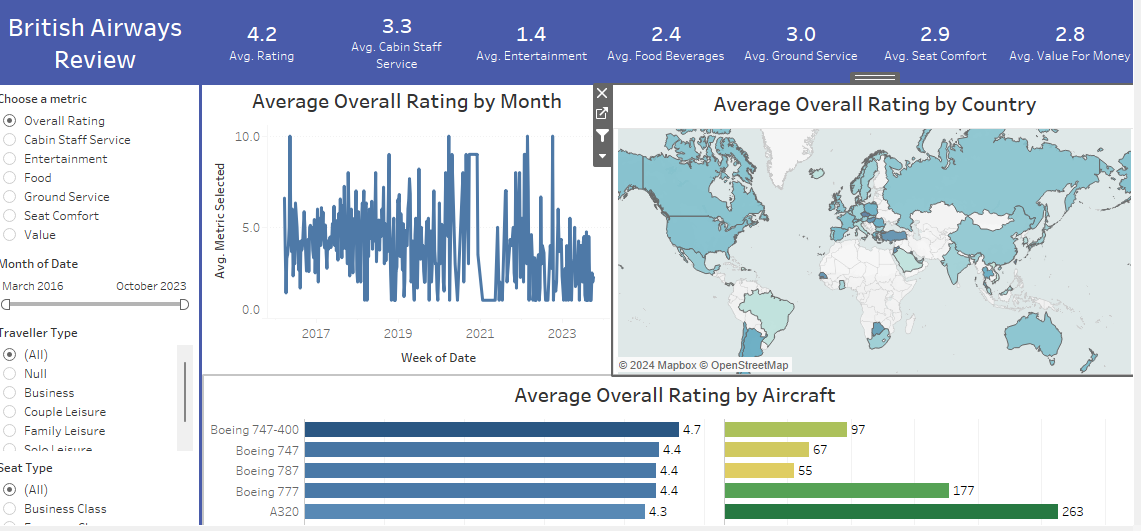 British Airways
Review
4.2
Avg. Rating
3.3
Avg. Cabin Staff
Service
1.4
Avg. Entertainment
2.4
Avg. Food Beverages
3.0
Avg. Ground Service
2.9
Avg. Seat Comfort
2.8
Avg. Value For Money
Choose a metric
Overall Rating
Cabin Staff Service
Entertainment
Food
Ground Service
Seat Comfort
Value
Month of Date
March 2016 October 2023
Traveller Type
(All)
Null
Business
Couple Leisure
Family Leisure
Solo Leisure
Seat Type
(All)
Business Class
Average Overall Rating by Month
10.0
5.0
0.0
Avg. Metric Selected
2017 2019 2021 2023
Week of Date
Average Overall Rating by Country
© 2024 Mapbox © OpenStreetMap
Average Overall Rating by Aircraft
Boeing 747-400 4.7 97
Boeing 747 4.4 67
Boeing 787 4.4 55
Boeing 777 4.4 177
A320 4.3 263